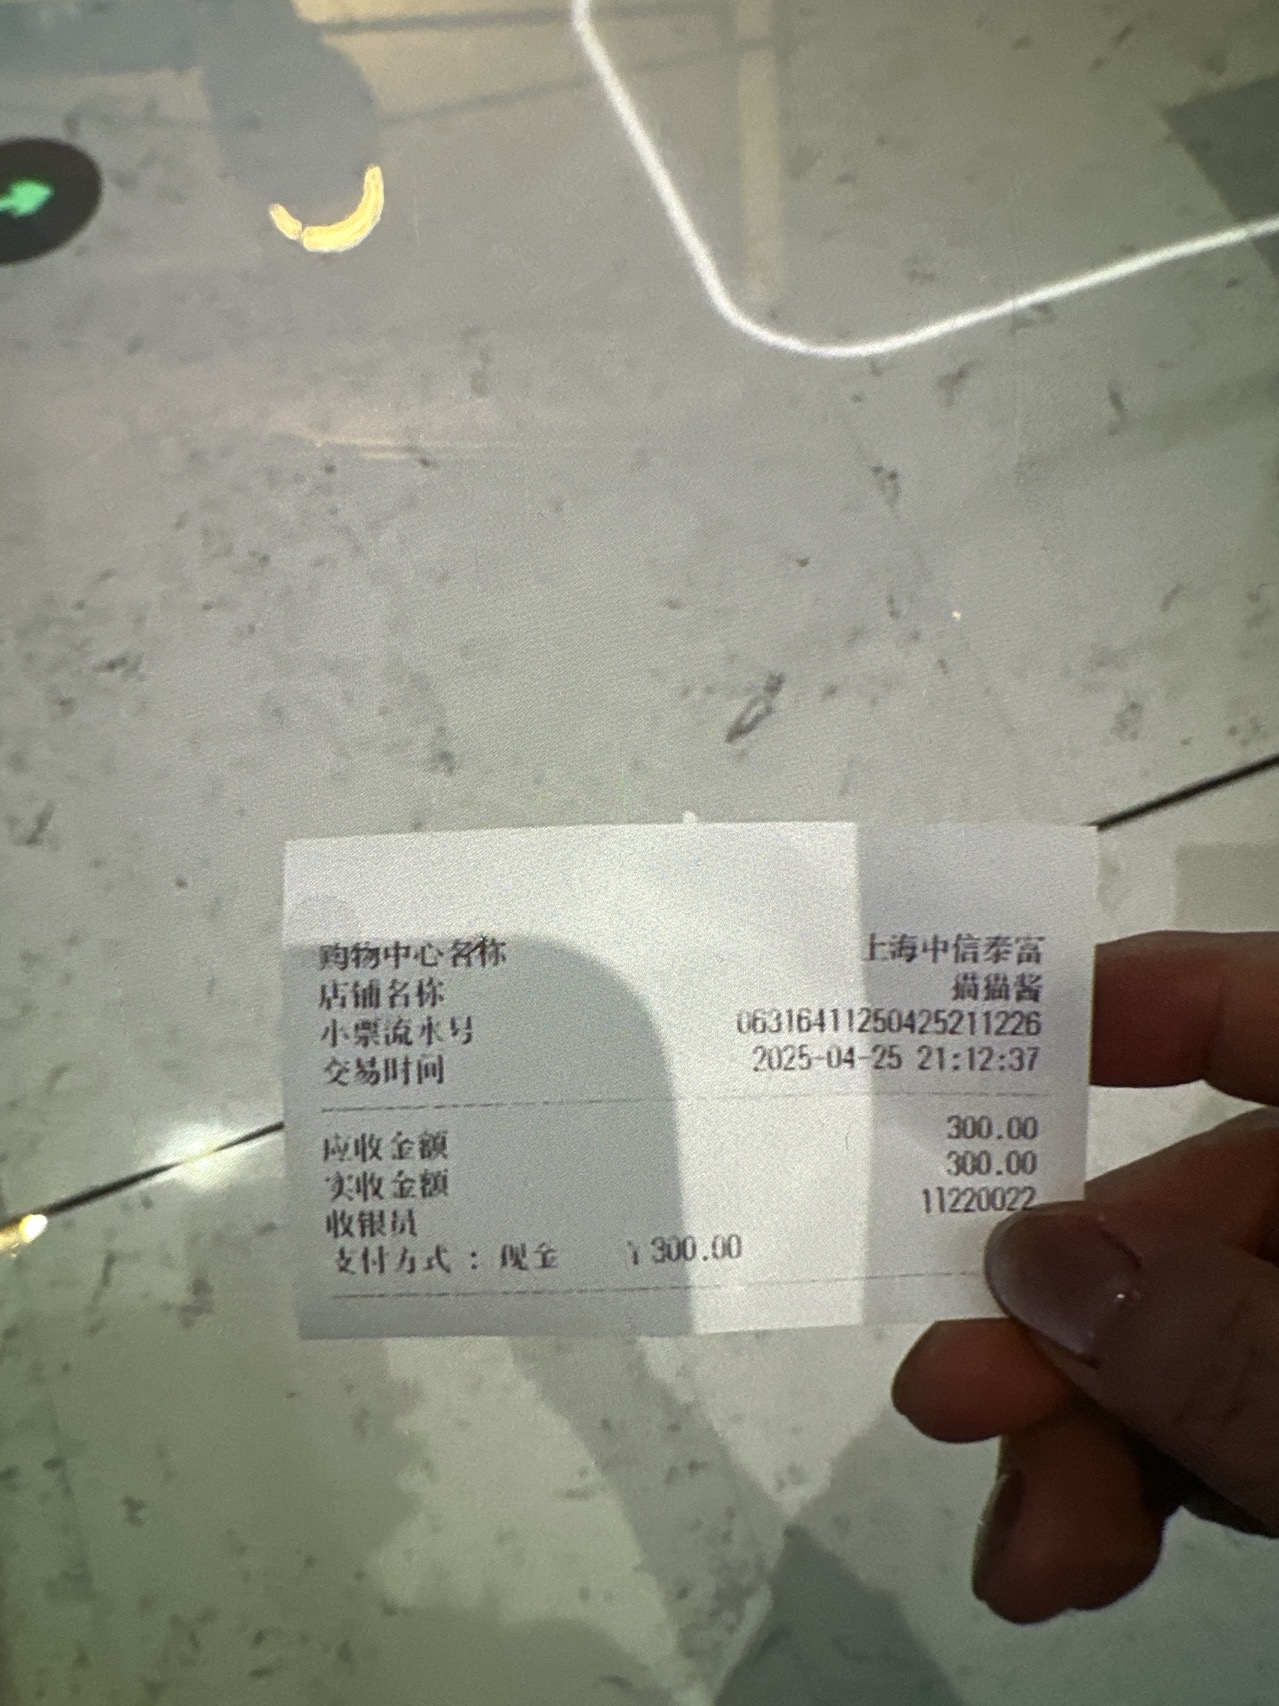 购物中心名称 上海中信泰富
店铺名称 猫猫酱
小票流水号 06316411250425211226
交易时间 2025-04-25 21:12:37
应收金额 300.00
实收金额 300.00
收银员 11220022
支付方式：现金 ¥300.00